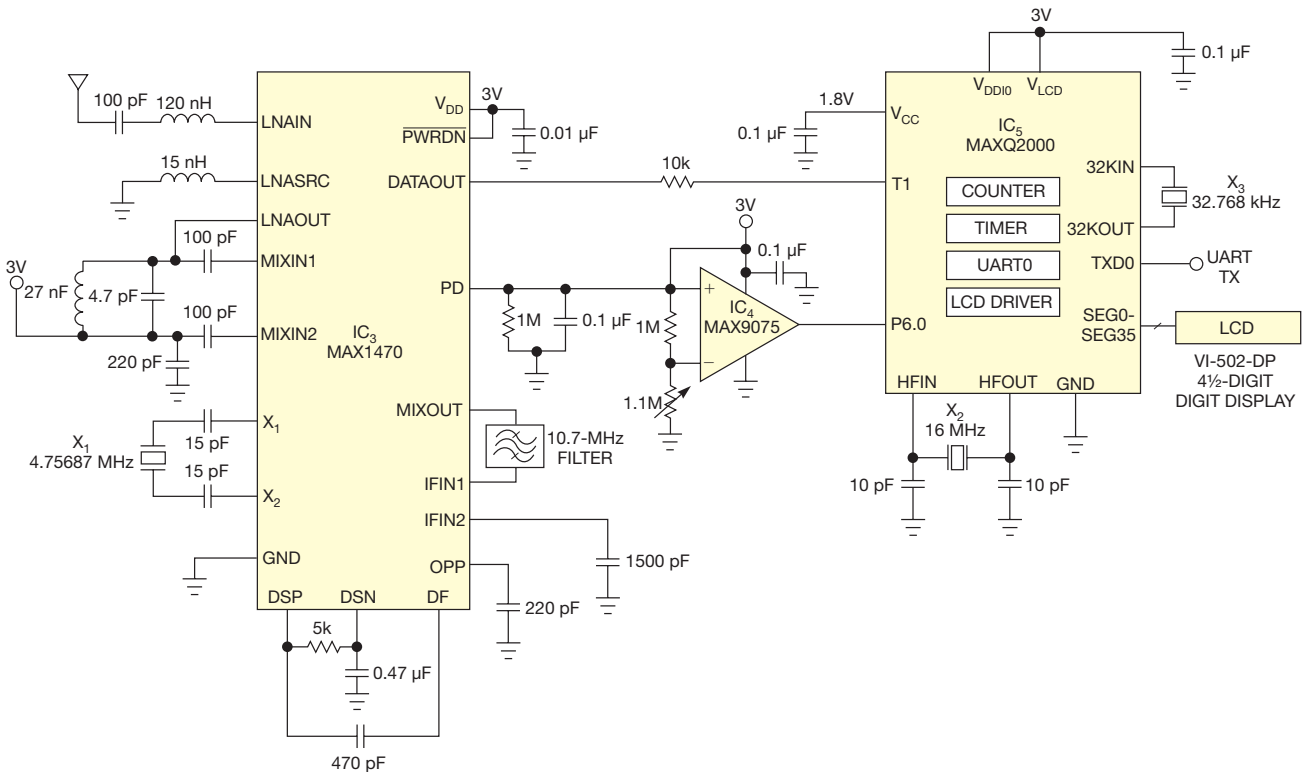 3V
0.1 µF
100 pF
120 nH
LNAIN
V_DD
3V
PWRDN
0.01 µF
1.8V
0.1 µF
V_CC
V_DDI0
V_LCD
IC5
MAXQ2000
32KIN
15 nH
LNASRC
DATAOUT
10k
T1
COUNTER
X3
32.768 kHz
LNAOUT
100 pF
3V
TIMER
32KOUT
MIXIN1
0.1 µF
UART0
TXD0
UART
TX
3V
27 nF
4.7 pF
PD
1M
0.1 µF
1M
+
IC4
MAX9075
–
P6.0
LCD DRIVER
SEG0-
SEG35
LCD
100 pF
MIXIN2
IC3
MAX1470
220 pF
1.1M
HFIN
HFOUT
GND
VI-502-DP
4½-DIGIT
DIGIT DISPLAY
MIXOUT
X1
4.75687 MHz
15 pF
X1
15 pF
X2
10.7-MHz
FILTER
IFIN1
X2
16 MHz
10 pF
10 pF
IFIN2
1500 pF
GND
OPP
220 pF
DSP
DSN
DF
5k
0.47 µF
470 pF